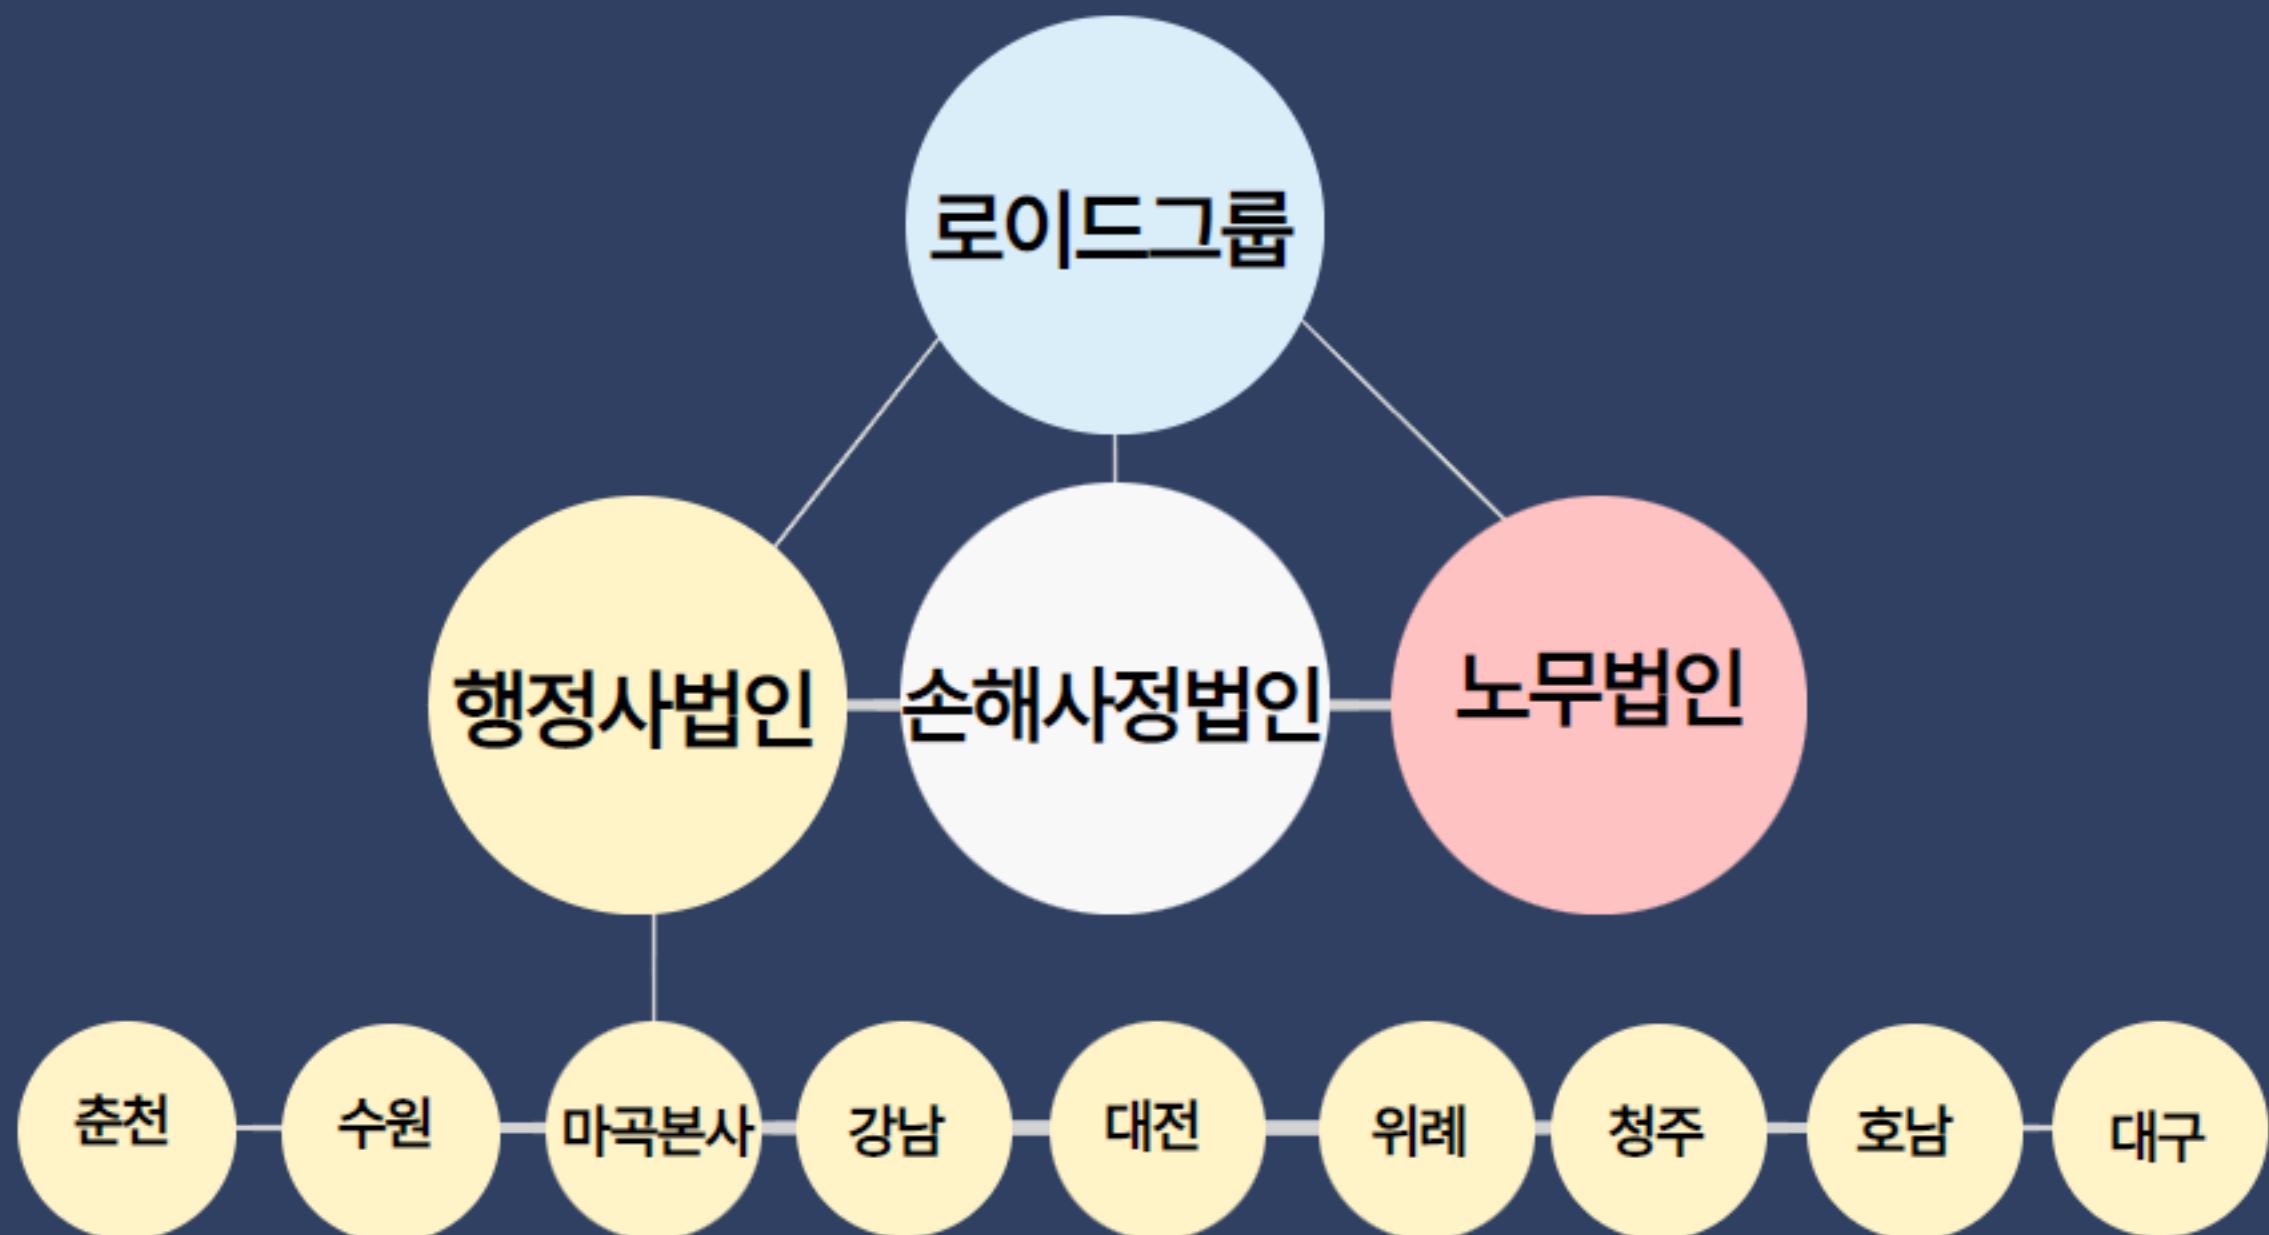 로이드그룹
행정사법인
손해사정법인
노무법인
춘천
수원
마곡본사
강남
대전
위례
청주
호남
대구